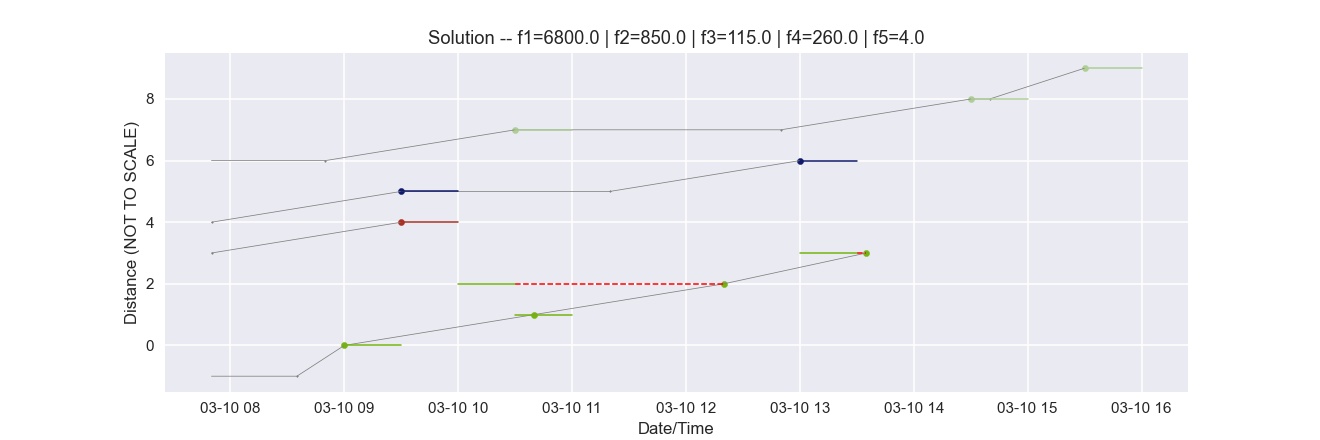 Solution -- f1=6800.0 | f2=850.0 | f3=115.0 | f4=260.0 | f5=4.0
Distance (NOT TO SCALE)
8
6
4
2
0
03-10 08 03-10 09 03-10 10 03-10 11 03-10 12 03-10 13 03-10 14 03-10 15 03-10 16
Date/Time